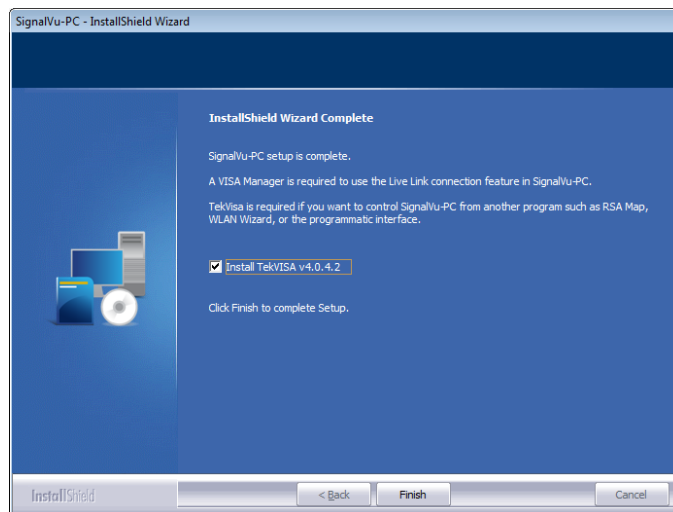 SignalVu-PC - InstallShield Wizard
InstallShield Wizard Complete
SignalVu-PC setup is complete.
A VISA Manager is required to use the Live Link connection feature in SignalVu-PC.
TekVisa is required if you want to control SignalVu-PC from another program such as RSA Map,
WLAN Wizard, or the programmatic interface.
Install TekVISA v4.0.4.2
Click Finish to complete Setup.
InstallShield
< Back
Finish
Cancel